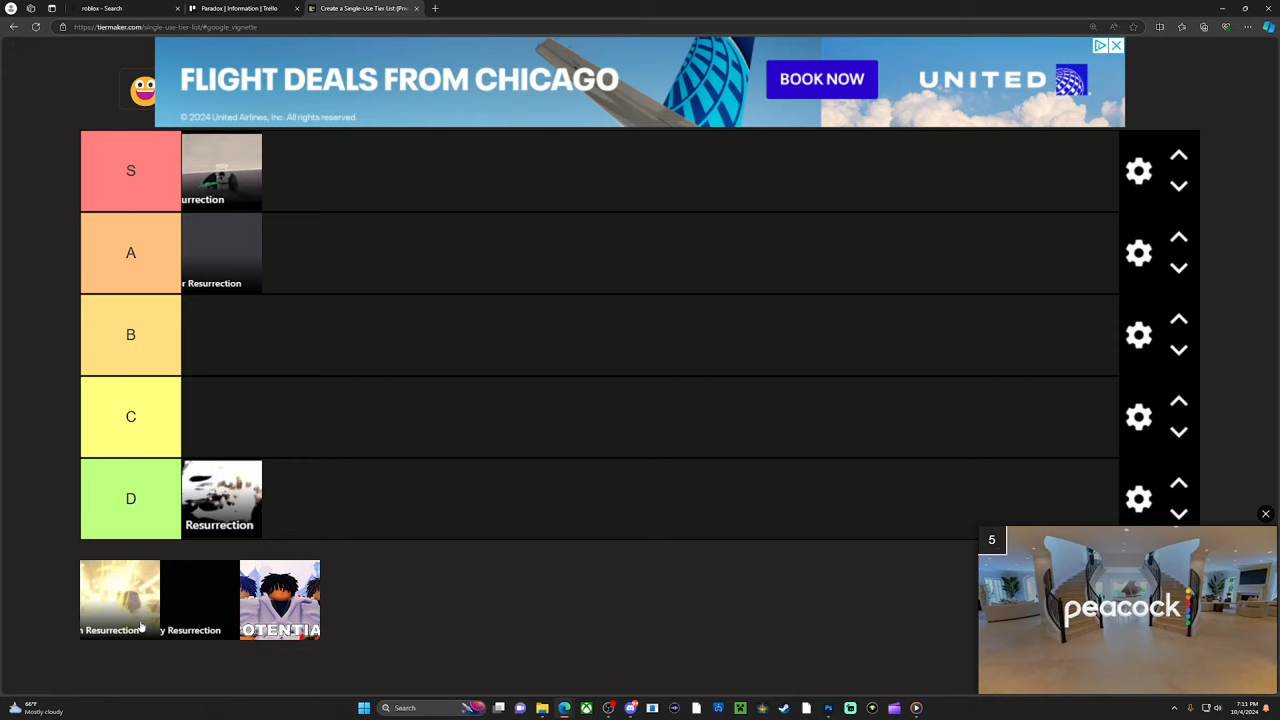 roblox - Search
Paradox | Information | Trello
Create a Single-Use Tier List (Priv
https://tiermaker.com/single-use-tier-list/#google_vignette
FLIGHT DEALS FROM CHICAGO
© 2024 United Airlines, Inc. All rights reserved.
BOOK NOW
UNITED
S
urrection
A
r Resurrection
B
C
D
Resurrection
5
peacock
n Resurrection
y Resurrection
OTENTIA
66°F
Mostly cloudy
Search
7:11 PM
10/4/2024